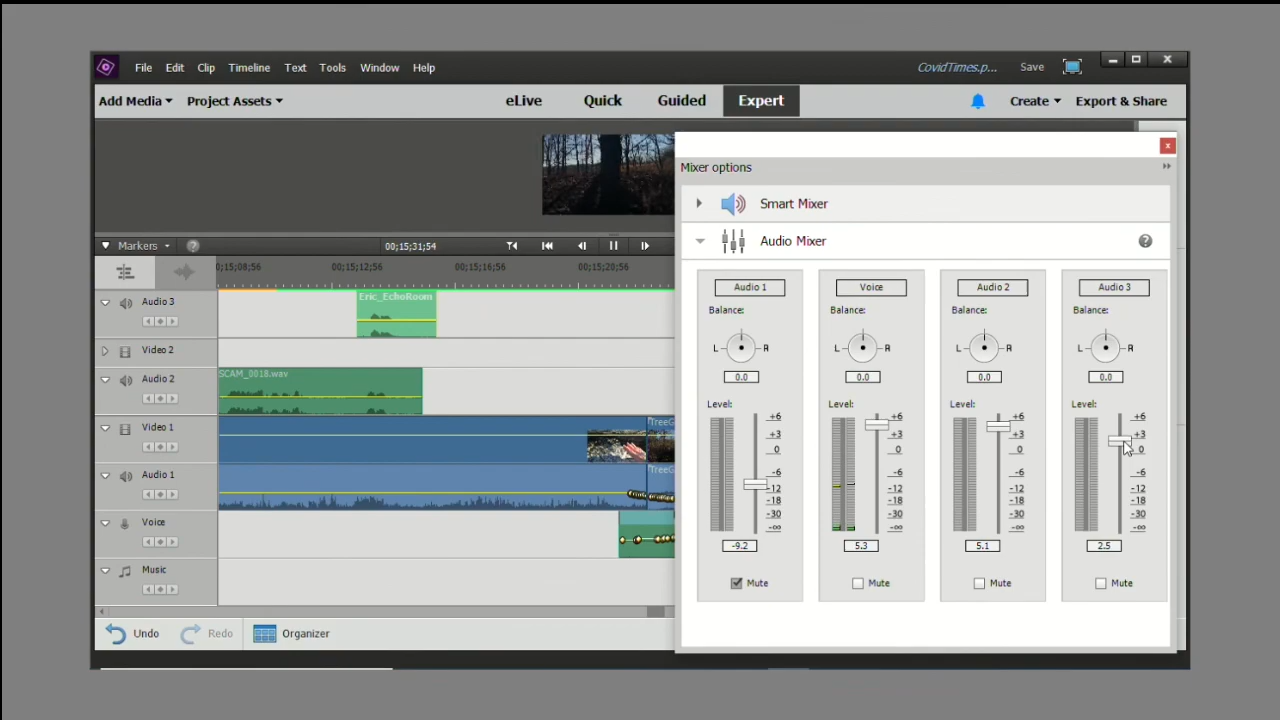 File Edit Clip Timeline Text Tools Window Help CovidTimes.p... Save
Add Media Project Assets eLive Quick Guided Expert Create Export & Share
Mixer options
Smart Mixer
Audio Mixer
Markers 00;15;31;54
;15;08;56 00;15;12;56 00;15;16;56 00;15;20;56
Audio 3 Eric_EchoRoom
Video 2
Audio 2 SCAM_0018.wav
Video 1 TreeG
Audio 1 TreeG
Voice
Music
Undo Redo Organizer
Audio 1 Voice Audio 2 Audio 3
Balance: Balance: Balance: Balance:
L R L R L R L R
0.0 0.0 0.0 0.0
Level: Level: Level: Level:
+6 +6 +6 +6
+3 +3 +3 +3
0 0 0 0
-6 -6 -6 -6
-12 -12 -12 -12
-18 -18 -18 -18
-30 -30 -30 -30
-∞ -∞ -∞ -∞
-9.2 5.3 5.1 2.5
Mute Mute Mute Mute